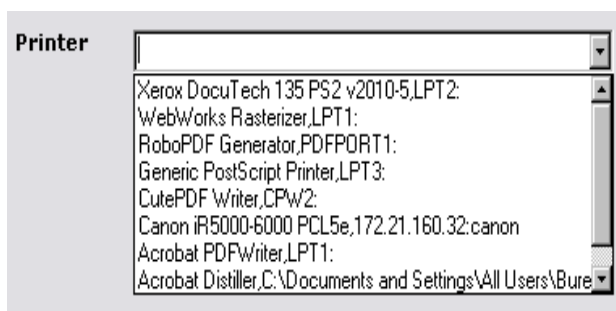 Printer
Xerox DocuTech 135 PS2 v2010-5,LPT2:
WebWorks Rasterizer,LPT1:
RoboPDF Generator,PDFPORT1:
Generic PostScript Printer,LPT3:
CutePDF Writer,CPW2:
Canon iR5000-6000 PCL5e,172.21.160.32:canon
Acrobat PDFWriter,LPT1:
Acrobat Distiller,C:\Documents and Settings\All Users\Bure